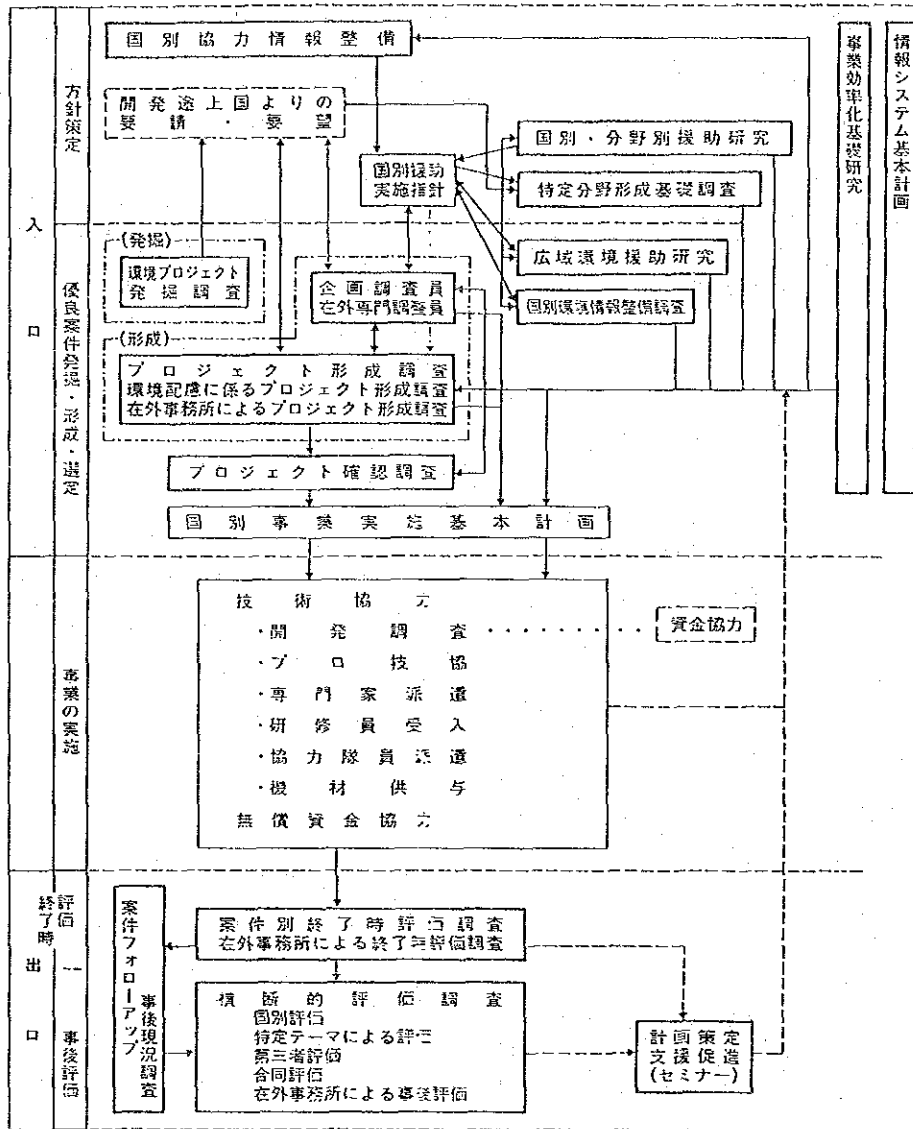 国別協力情報整備
開発途上国よりの
要請・要望
国別援助
実施指針
国別・分野別援助研究
特定分野形成基礎調査
広域環境援助研究
国別環境情報整備調査
事業効率化基礎研究
情報システム基本計画
入口
方針策定
優良案件発掘・形成・選定
(発掘)
環境プロジェクト
発掘調査
企画調査員
在外専門調整員
(形成)
プロジェクト形成調査
環境配慮に係るプロジェクト形成調査
在外事務所によるプロジェクト形成調査
プロジェクト確認調査
国別事業実施基本計画
事業の実施
技術協力
・開発調査
資金協力
・プロ技協
・専門家派遣
・研修員受入
・協力隊員派遣
・機材供与
無償資金協力
出口
終了時
評価
事後評価
案件フォローアップ
事後現況調査
案件別終了時評価調査
在外事務所による終了時評価調査
横断的評価調査
国別評価
特定テーマによる評価
第三者評価
合同評価
在外事務所による事後評価
計画策定
支援促進
(セミナー)